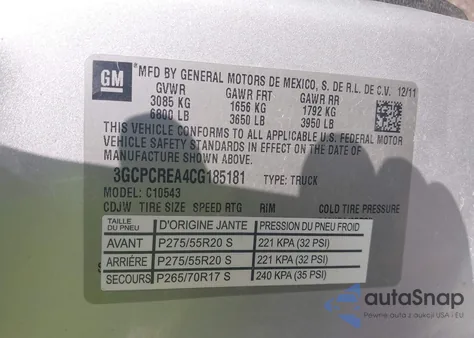 GM
*MFD BY GENERAL MOTORS DE MEXICO, S. DE R.L. DE C.V. 12/11
GVWR GAWR FRT GAWR RR
3085 KG 1656 KG 1792 KG
6800 LB 3650 LB 3950 LB
THIS VEHICLE CONFORMS TO ALL APPLICABLE U.S. FEDERAL MOTOR
VEHICLE SAFETY STANDARDS IN EFFECT ON THE DATE OF
3GCPCREA4CG185181 TYPE: TRUCK
MODEL: C10543
CDJW TIRE SIZE SPEED RTG RIM COLD TIRE
TAILLE DU PNEU D'ORIGINE JANTE PRESSION DU PNEU FROID
AVANT P275/55R20 S 221 KPA (32 PSI)
ARRIÈRE P275/55R20 S 221 KPA (32 PSI)
SECOURS P265/70R17 S 240 KPA (35 PSI)
autoSnap
Pewne auta z USA i EU